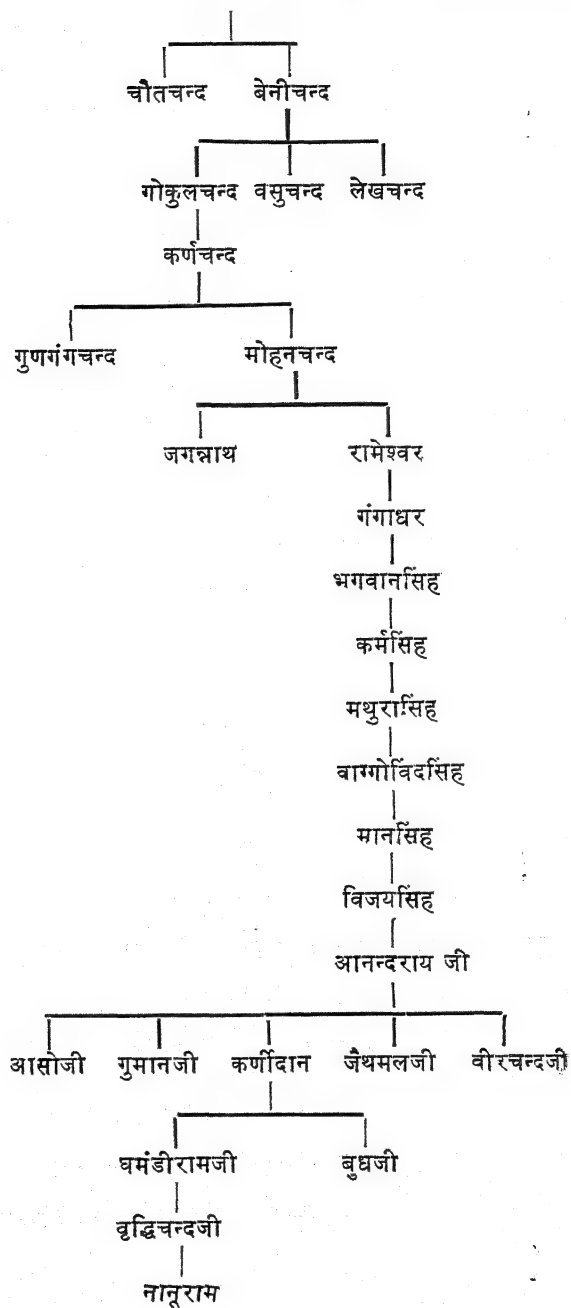 चौतचन्द बेनीचन्द
गोकुलचन्द वसुचन्द लेखचन्द
कर्णचन्द
गुणगंगचन्द मोहनचन्द
जगन्नाथ रामेश्वर
गंगाधर
भगवानसिंह
कर्मसिंह
मथुरासिंह
वाग्गोविंदसिंह
मानसिंह
विजयसिंह
आनन्दराय जी
आसोजी गुमानजी कर्णीदान जैथमलजी वीरचन्दजी
घमंडीरामजी बुधजी
वृद्धिचन्दजी
नानूराम